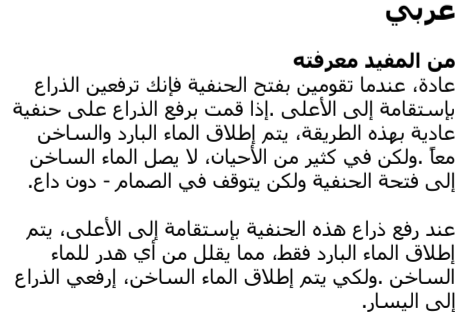 عربي
من المفيد معرفته
عادة، عندما تقومين بفتح الحنفية فإنك ترفعين الذراع
بإستقامة إلى الأعلى .إذا قمت برفع الذراع على حنفية
عادية بهذه الطريقة، يتم إطلاق الماء البارد والساخن
معاً .ولكن في كثير من الأحيان، لا يصل الماء الساخن
إلى فتحة الحنفية ولكن يتوقف في الصمام - دون داع.
عند رفع ذراع هذه الحنفية بإستقامة إلى الأعلى، يتم
إطلاق الماء البارد فقط، مما يقلل من أي هدر للماء
الساخن .ولكي يتم إطلاق الماء الساخن، إرفعي الذراع
إلى اليسار.